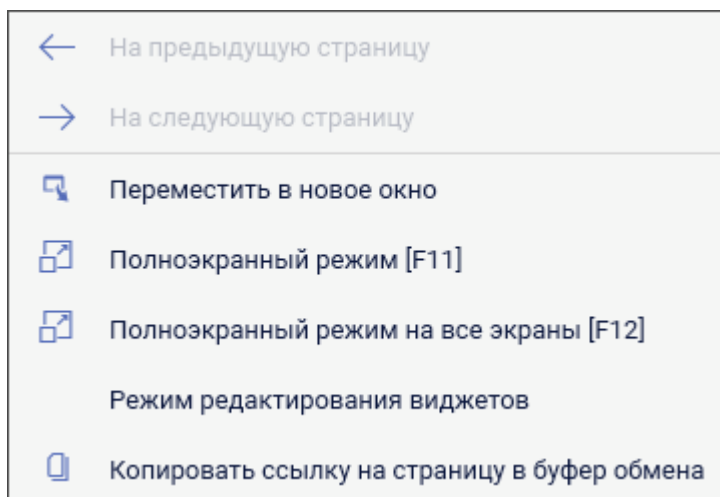 На предыдущую страницу
На следующую страницу
Переместить в новое окно
Полноэкранный режим [F11]
Полноэкранный режим на все экраны [F12]
Режим редактирования виджетов
Копировать ссылку на страницу в буфер обмена